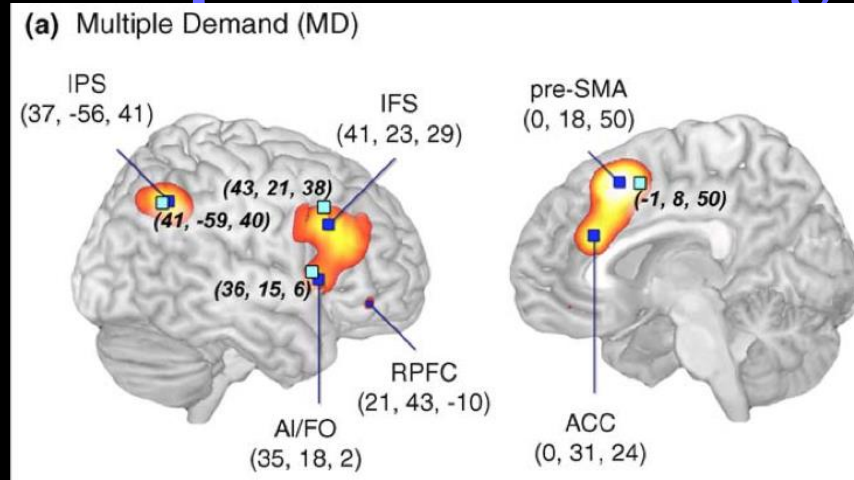 (a) Multiple Demand (MD)
IPS
(37, -56, 41)
IFS
(41, 23, 29)
pre-SMA
(0, 18, 50)
(43, 21, 38)
(41, -59, 40)
(-1, 8, 50)
(36, 15, 6)
RPFC
(21, 43, -10)
AI/FO
(35, 18, 2)
ACC
(0, 31, 24)